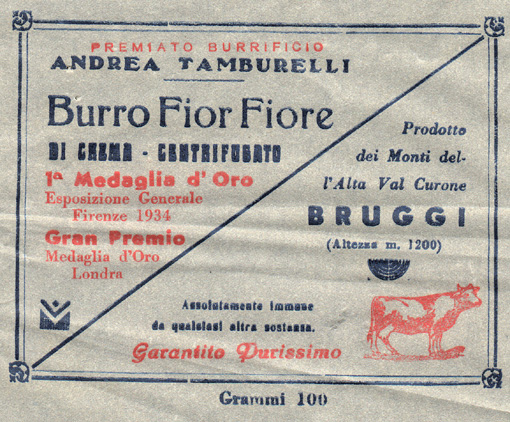 PREMIATO BURRIFICIO
ANDREA TAMBURELLI
Burro Fior Fiore
DI CREMA - CENTRIFUGATO
1ª Medaglia d'Oro
Esposizione Generale
Firenze 1934
Gran Premio
Medaglia d'Oro
Londra
Prodotto
dei Monti del-
l'Alta Val Curone
BRUGGI
(Altezza m. 1200)
Assolutamente immune
da qualsiasi altra sostanza.
Garantito Purissimo
Grammi 100